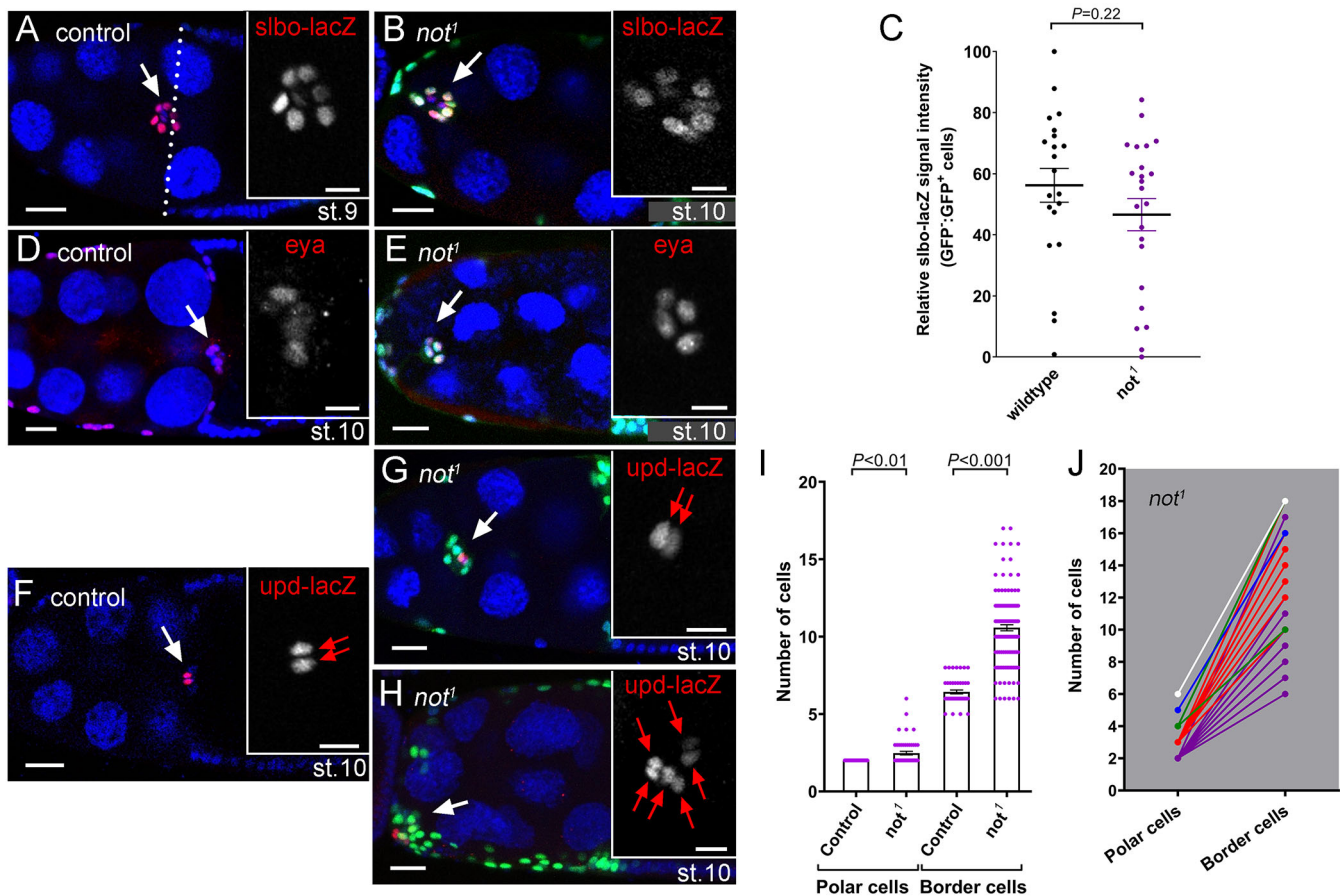 A control slbo-lacZ st.9
B not¹ slbo-lacZ st.10
C
P=0.22
Relative slbo-lacZ signal intensity
(GFP⁻:GFP⁺ cells)
100
80
60
40
20
0
wildtype
not¹
D control eya st.10
E not¹ eya st.10
F control upd-lacZ st.10
G not¹ upd-lacZ st.10
H not¹ upd-lacZ st.10
I
P<0.01
P<0.001
Number of cells
20
15
10
5
0
Control
not¹
Control
not¹
Polar cells
Border cells
J
not¹
Number of cells
20
18
16
14
12
10
8
6
4
2
0
Polar cells
Border cells